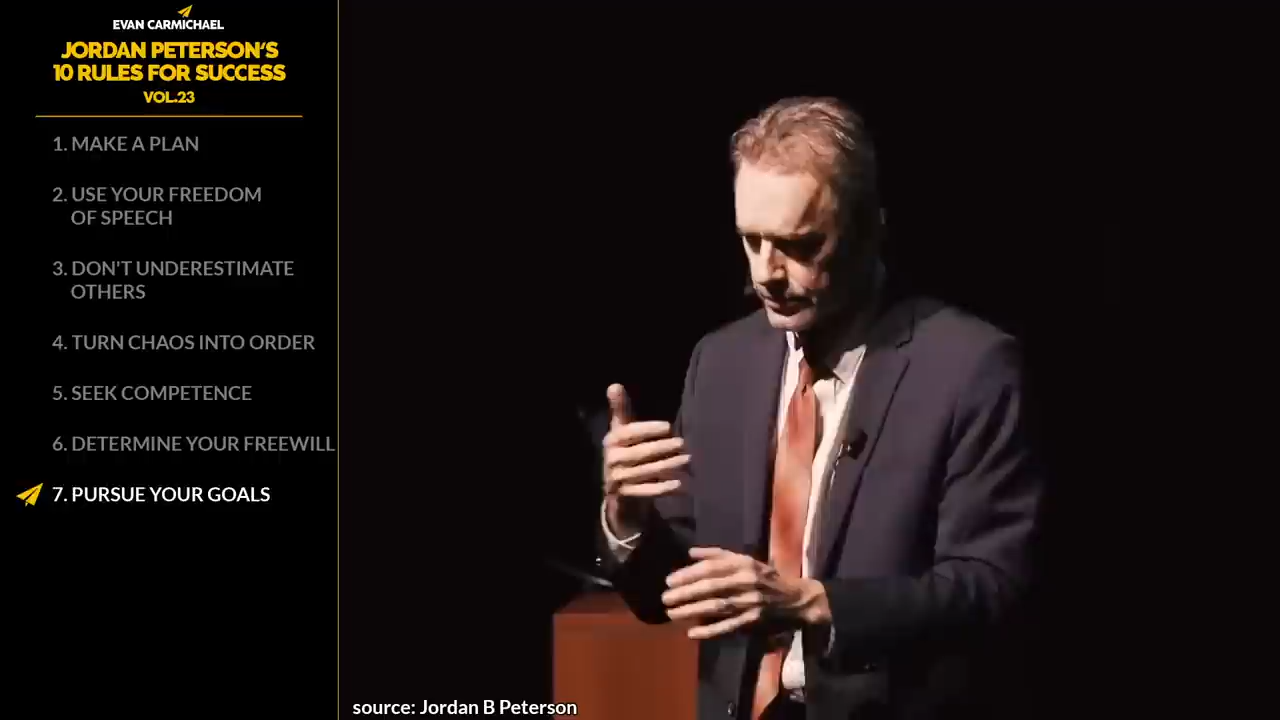 EVAN CARMICHAEL
JORDAN PETERSON'S
10 RULES FOR SUCCESS
VOL.23
1. MAKE A PLAN
2. USE YOUR FREEDOM
OF SPEECH
3. DON'T UNDERESTIMATE
OTHERS
4. TURN CHAOS INTO ORDER
5. SEEK COMPETENCE
6. DETERMINE YOUR FREEWILL
7. PURSUE YOUR GOALS
source: Jordan B Peterson